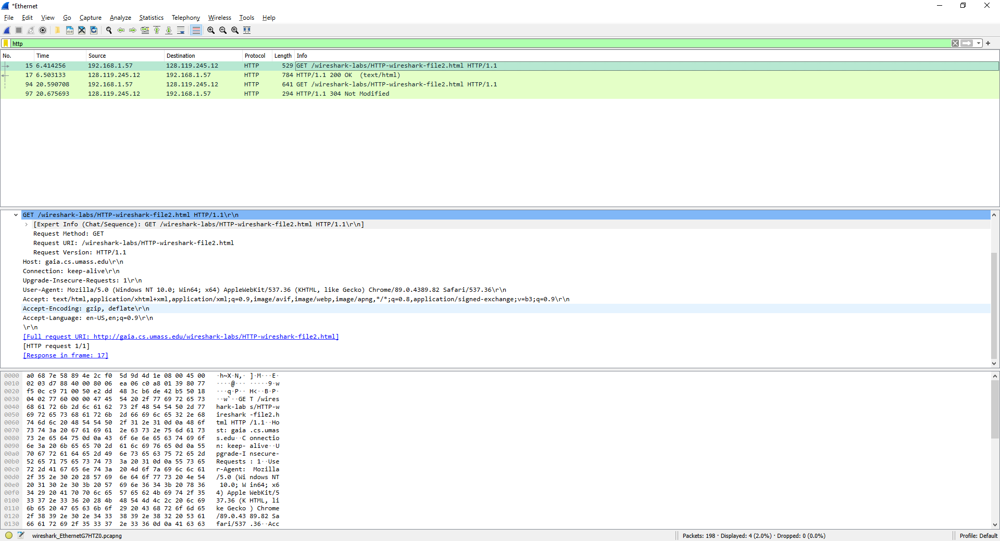 *Ethernet
File Edit View Go Capture Analyze Statistics Telephony Wireless Tools Help
http
No. Time Source Destination Protocol Length Info
15 6.414256 192.168.1.57 128.119.245.12 HTTP 529 GET /wireshark-labs/HTTP-wireshark-file2.html HTTP/1.1
17 6.503133 128.119.245.12 192.168.1.57 HTTP 784 HTTP/1.1 200 OK  (text/html)
94 20.590708 192.168.1.57 128.119.245.12 HTTP 641 GET /wireshark-labs/HTTP-wireshark-file2.html HTTP/1.1
97 20.675693 128.119.245.12 192.168.1.57 HTTP 294 HTTP/1.1 304 Not Modified
GET /wireshark-labs/HTTP-wireshark-file2.html HTTP/1.1\r\n
[Expert Info (Chat/Sequence): GET /wireshark-labs/HTTP-wireshark-file2.html HTTP/1.1\r\n]
Request Method: GET
Request URI: /wireshark-labs/HTTP-wireshark-file2.html
Request Version: HTTP/1.1
Host: gaia.cs.umass.edu\r\n
Connection: keep-alive\r\n
Upgrade-Insecure-Requests: 1\r\n
User-Agent: Mozilla/5.0 (Windows NT 10.0; Win64; x64) AppleWebKit/537.36 (KHTML, like Gecko) Chrome/89.0.4389.82 Safari/537.36\r\n
Accept: text/html,application/xhtml+xml,application/xml;q=0.9,image/avif,image/webp,image/apng,*/*;q=0.8,application/signed-exchange;v=b3;q=0.9\r\n
Accept-Encoding: gzip, deflate\r\n
Accept-Language: en-US,en;q=0.9\r\n
\r\n
[Full request URI: http://gaia.cs.umass.edu/wireshark-labs/HTTP-wireshark-file2.html]
[HTTP request 1/1]
[Response in frame: 17]
0000 a0 68 7e 58 89 4e 2c f0 5d 9d 4d 1e 08 00 45 00 ·h~X·N,· ]·M···E·
0010 02 03 d7 88 40 00 80 06 ea 06 c0 a8 01 39 80 77 ····@··· ·····9·w
0020 f5 0c c9 71 00 50 e2 dd 48 3c b6 de 42 b5 50 18 ···q·P·· H<··B·P·
0030 04 02 77 60 00 00 47 45 54 20 2f 77 69 72 65 73 ··w`··GE T /wires
0040 68 61 72 6b 2d 6c 61 62 73 2f 48 54 54 50 2d 77 hark-lab s/HTTP-w
0050 69 72 65 73 68 61 72 6b 2d 66 69 6c 65 32 2e 68 ireshark -file2.h
0060 74 6d 6c 20 48 54 54 50 2f 31 2e 31 0d 0a 48 6f tml HTTP /1.1··Ho
0070 73 74 3a 20 67 61 69 61 2e 63 73 2e 75 6d 61 73 st: gaia .cs.umas
0080 73 2e 65 64 75 0d 0a 43 6f 6e 6e 65 63 74 69 6f s.edu··C onnectio
0090 6e 3a 20 6b 65 65 70 2d 61 6c 69 76 65 0d 0a 55 n: keep- alive··U
00a0 70 67 72 61 64 65 2d 49 6e 73 65 63 75 72 65 2d pgrade-I nsecure-
00b0 52 65 71 75 65 73 74 73 3a 20 31 0d 0a 55 73 65 Requests : 1··Use
00c0 72 2d 41 67 65 6e 74 3a 20 4d 6f 7a 69 6c 6c 61 r-Agent:  Mozilla
00d0 2f 35 2e 30 20 28 57 69 6e 64 6f 77 73 20 4e 54 /5.0 (Wi ndows NT
00e0 20 31 30 2e 30 3b 20 57 69 6e 36 34 3b 20 78 36 10.0; W in64; x6
00f0 34 29 20 41 70 70 6c 65 57 65 62 4b 69 74 2f 35 4) Apple WebKit/5
0100 33 37 2e 33 36 20 28 4b 48 54 4d 4c 2c 20 6c 69 37.36 (K HTML, li
0110 6b 65 20 47 65 63 6b 6f 29 20 43 68 72 6f 6d 65 ke Gecko ) Chrome
0120 2f 38 39 2e 30 2e 34 33 38 39 2e 38 32 20 53 61 /89.0.43 89.82 Sa
0130 66 61 72 69 2f 35 33 37 2e 33 36 0d 0a 41 63 63 fari/537 .36··Acc
wireshark_EthernetG7HTZ0.pcapng Packets: 198 · Displayed: 4 (2.0%) · Dropped: 0 (0.0%) Profile: Default